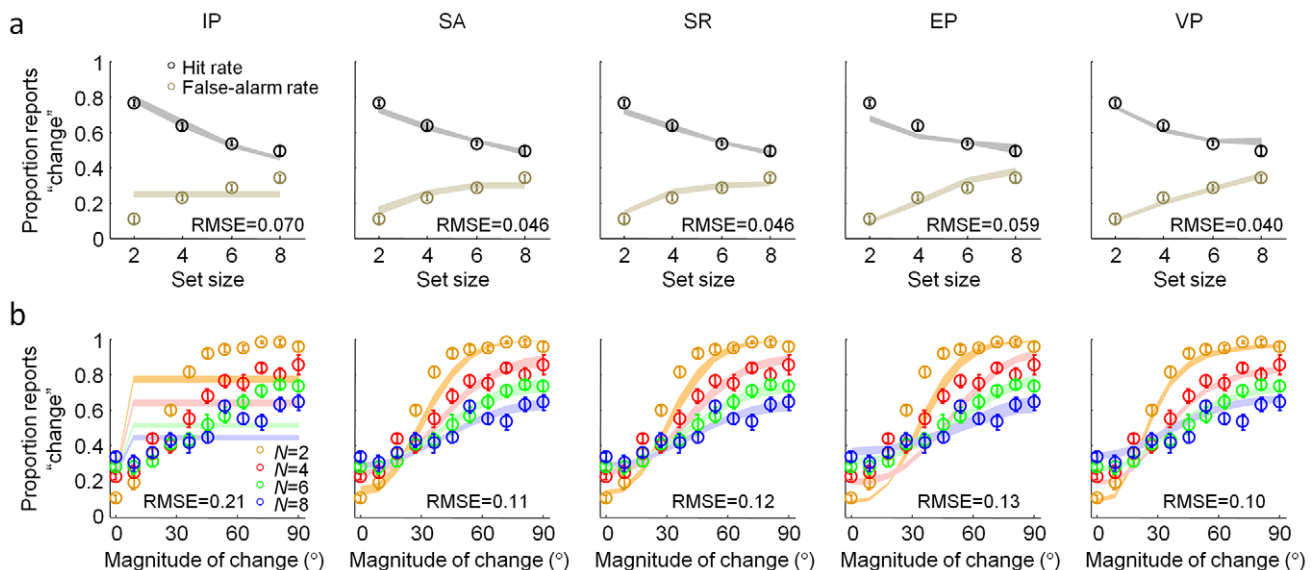 a
IP SA SR EP VP
Proportion reports
“change”
1
0.8
0.6
0.4
0.2
0
Hit rate
False-alarm rate
RMSE=0.070 RMSE=0.046 RMSE=0.046 RMSE=0.059 RMSE=0.040
2 4 6 8 2 4 6 8 2 4 6 8 2 4 6 8 2 4 6 8
Set size Set size Set size Set size Set size
b
Proportion reports
“change”
1
0.8
0.6
0.4
0.2
0
N=2
N=4
N=6
N=8
RMSE=0.21 RMSE=0.11 RMSE=0.12 RMSE=0.13 RMSE=0.10
0 30 60 90 0 30 60 90 0 30 60 90 0 30 60 90 0 30 60 90
Magnitude of change (°) Magnitude of change (°) Magnitude of change (°) Magnitude of change (°) Magnitude of change (°)